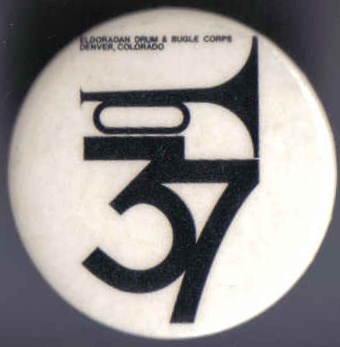 ELDORADAN DRUM & BUGLE CORPS
DENVER, COLORADO
37